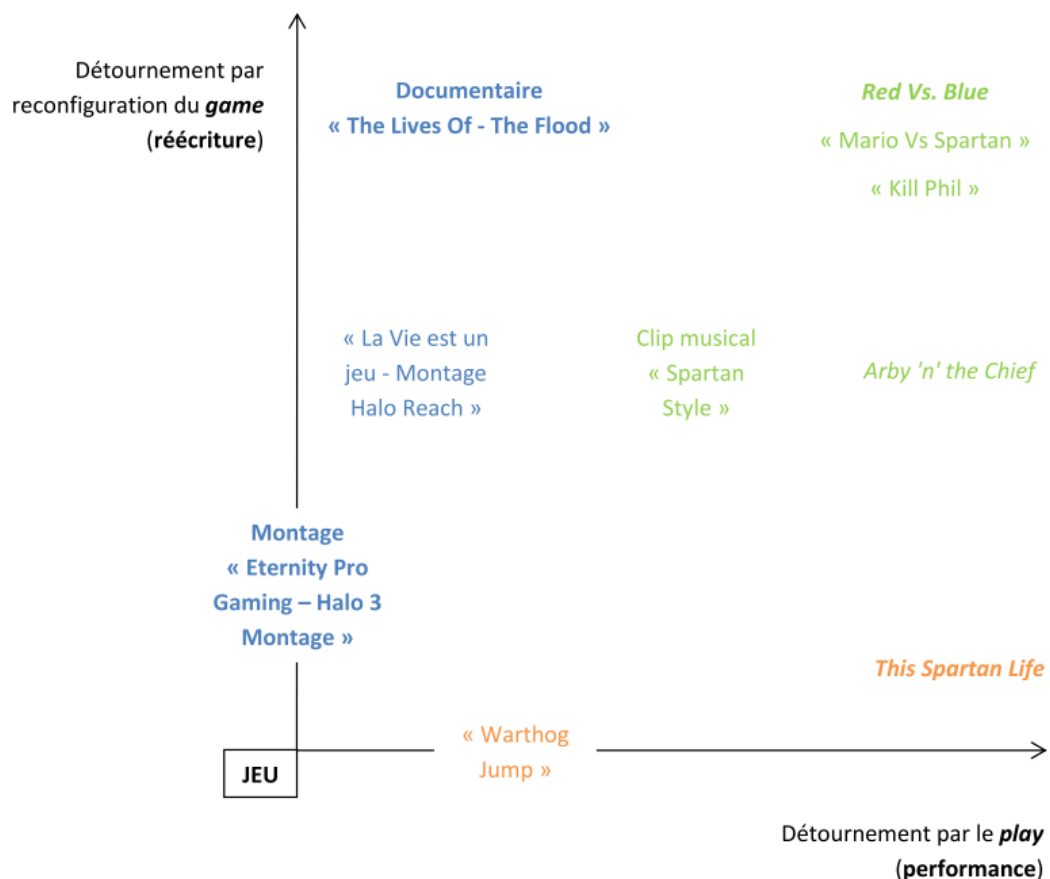 Détournement par
reconfiguration du game
(réécriture)
Documentaire
« The Lives Of - The Flood »
Red Vs. Blue
« Mario Vs Spartan »
« Kill Phil »
« La Vie est un
jeu - Montage
Halo Reach »
Clip musical
« Spartan
Style »
Arby 'n' the Chief
Montage
« Eternity Pro
Gaming – Halo 3
Montage »
This Spartan Life
« Warthog
Jump »
JEU
Détournement par le play
(performance)